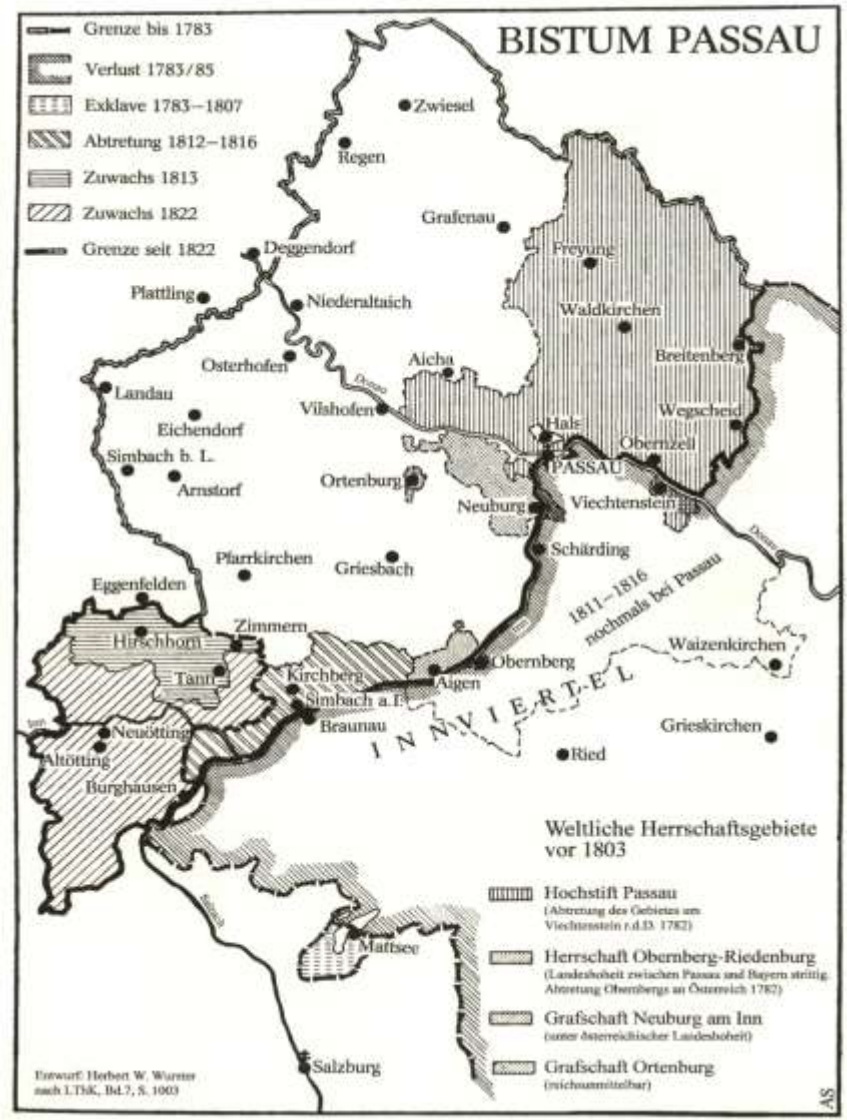 BISTUM PASSAU
Grenze bis 1783
Verlust 1783/85
Exklave 1783–1807
Abtretung 1812–1816
Zuwachs 1813
Zuwachs 1822
Grenze seit 1822
Zwiesel
Regen
Grafenau
Freyung
Deggendorf
Plattling
Niederaltaich
Waldkirchen
Osterhofen
Breitenberg
Aicha
Donau
Landau
Vilshofen
Eichendorf
Wegscheid
Hals
Simbach b. L.
Obernzell
PASSAU
Arnstorf
Ortenburg
Neuburg
Viechtenstein
Donau
Schärding
Pfarrkirchen
Griesbach
Eggenfelden
1811–1816
nochmals bei Passau
Inn
Hirschhorn
Zimmern
Waizenkirchen
Tann
Kirchberg
Obernberg
Aigen
Simbach a.I.
Braunau
INNVIERTEL
Inn
Neuötting
Altötting
Grieskirchen
Ried
Burghausen
Weltliche Herrschaftsgebiete
vor 1803
Hochstift Passau
(Abtretung des Gebietes um
Viechtenstein r.d.D. 1782)
Mattsee
Herrschaft Obernberg-Riedenburg
(Landeshoheit zwischen Passau und Bayern strittig.
Abtretung Obernbergs an Österreich 1782)
Grafschaft Neuburg am Inn
(unter österreichischer Landeshoheit)
Salzburg
Grafschaft Ortenburg
(reichsunmittelbar)
Entwurf: Herbert W. Wurster
nach LThK, Bd.7, S. 1003
AS